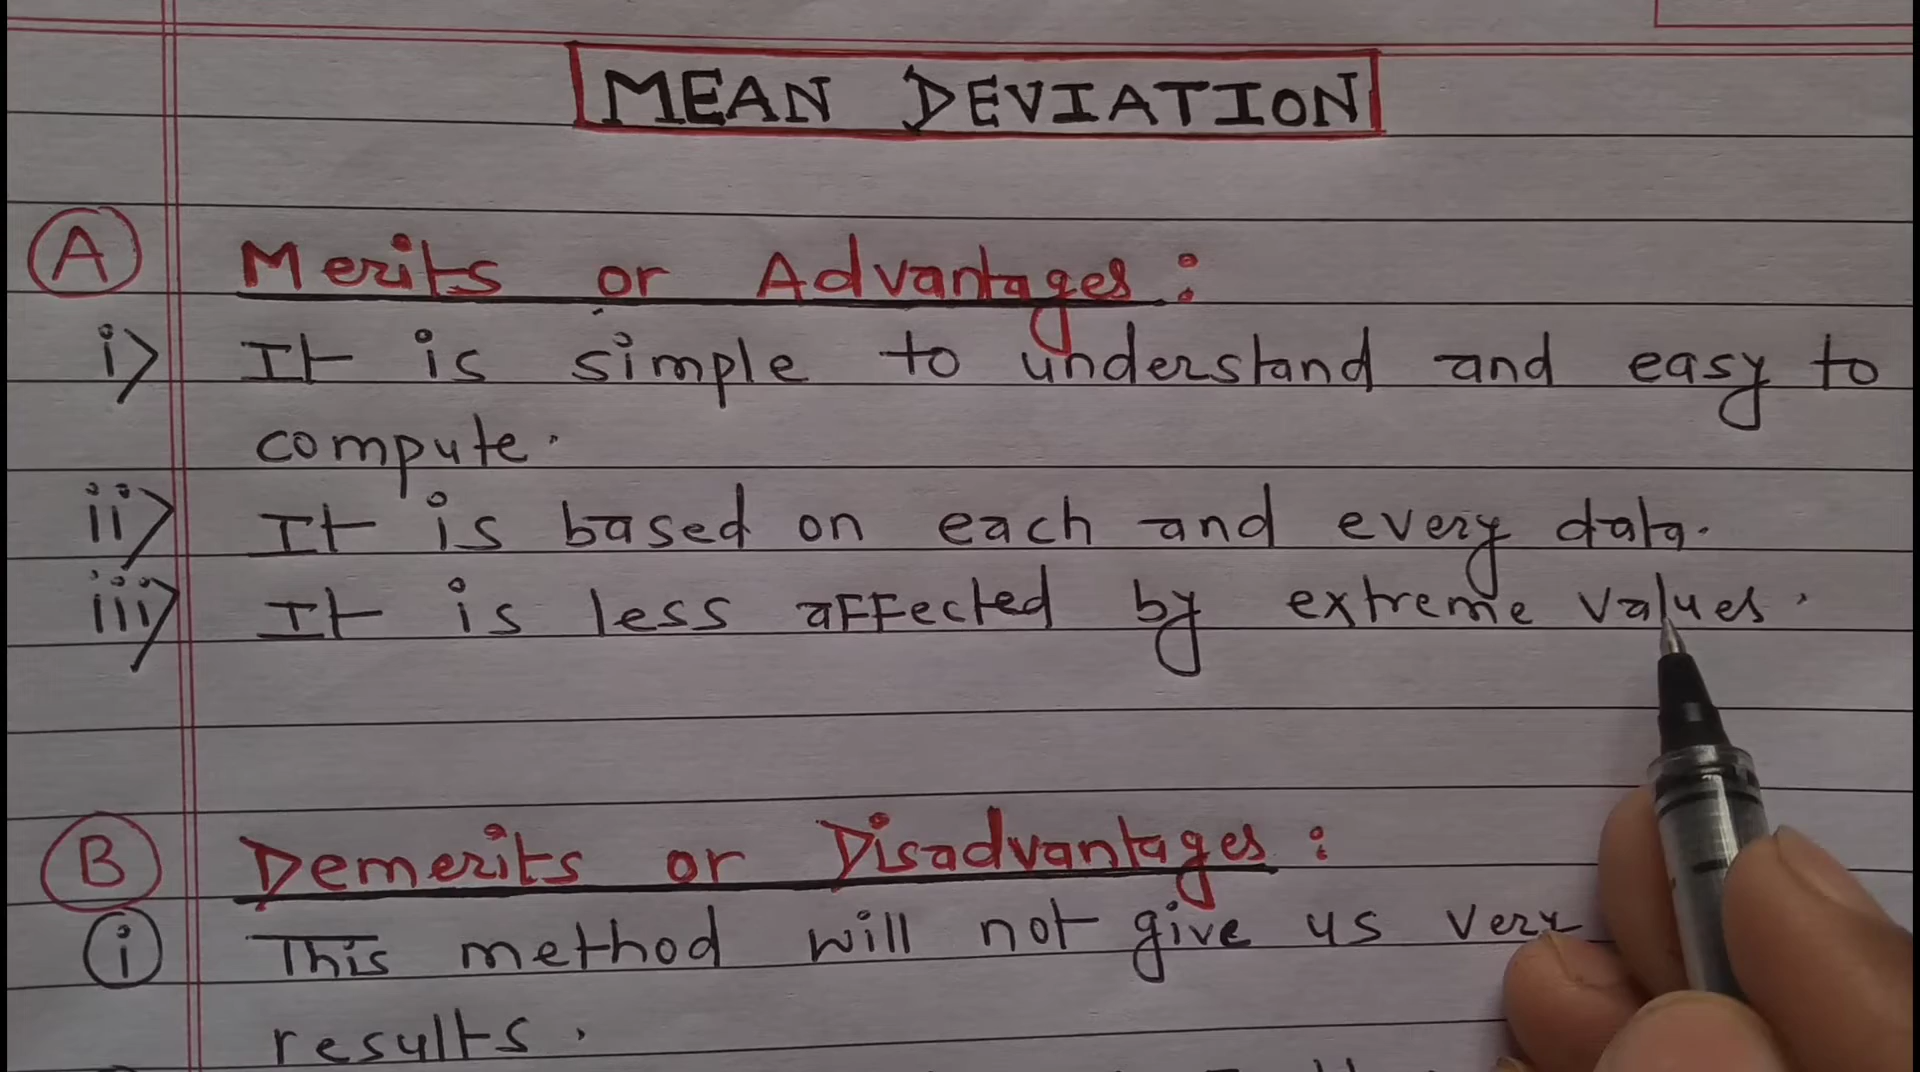 MEAN DEVIATION
A Merits or Advantages :
i) It is simple to understand and easy to
compute.
ii) It is based on each and every data.
iii) It is less affected by extreme values.
B Demerits or Disadvantages :
i This method will not give us very
results.